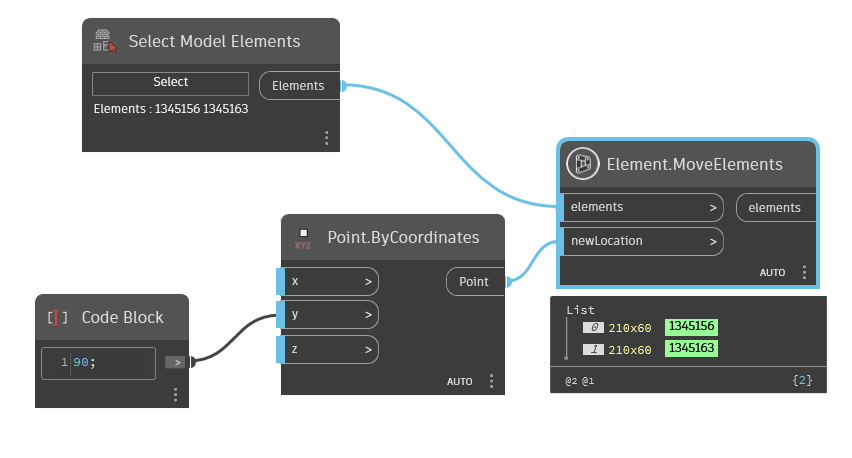 Select Model Elements
Select
Elements
Elements : 1345156 1345163
Element.MoveElements
elements >
elements
newLocation >
AUTO
XYZ
Point.ByCoordinates
x >
Point
y >
z >
AUTO
Code Block
1 90;
>
List
0 210x60 1345156
1 210x60 1345163
@2 @1
{2}